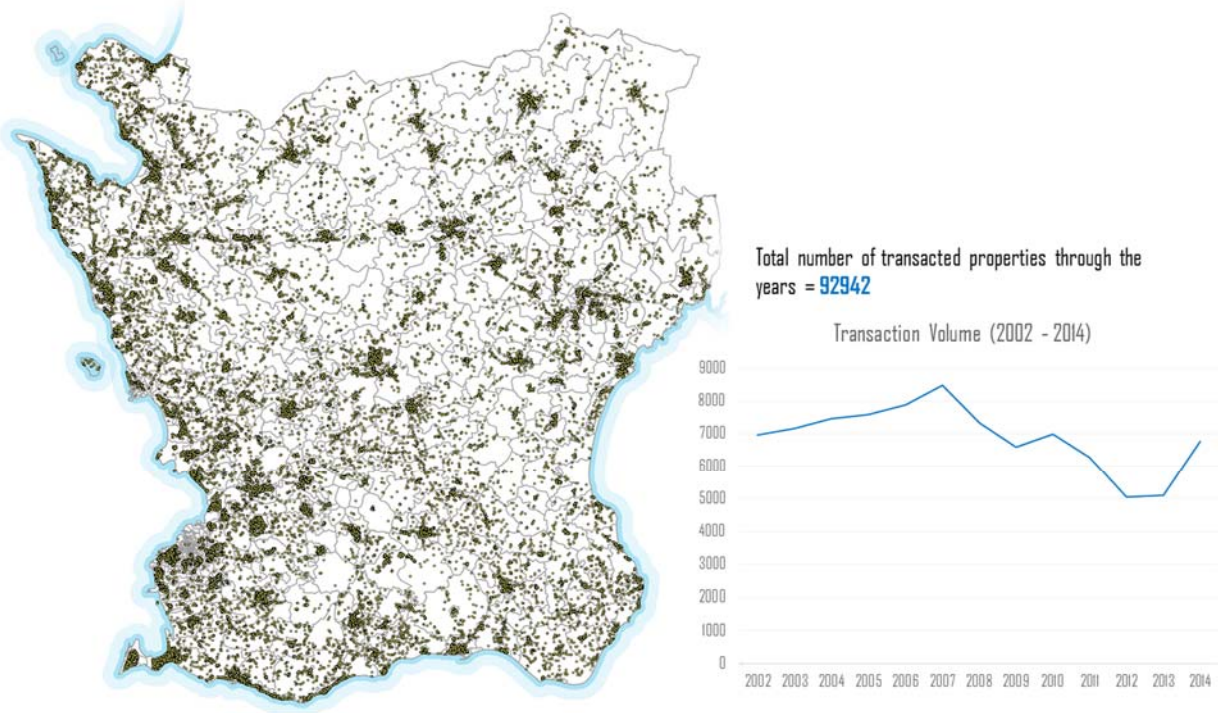 Total number of transacted properties through the
years = 92942
Transaction Volume (2002 - 2014)
9000
8000
7000
6000
5000
4000
3000
2000
1000
0
2002 2003 2004 2005 2006 2007 2008 2009 2010 2011 2012 2013 2014